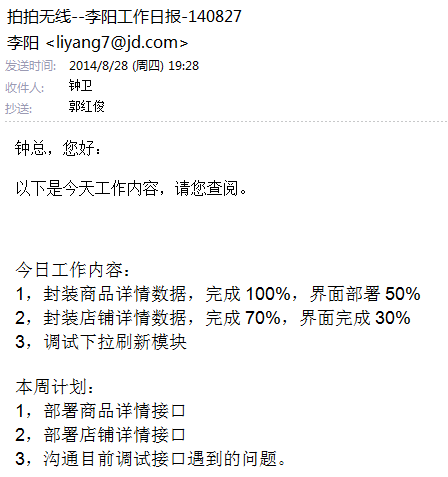 拍拍无线--李阳工作日报-140827
李阳 <liyang7@jd.com>
发送时间: 2014/8/28 (周四) 19:28
收件人: 钟卫
抄送: 郭红俊
钟总，您好：
以下是今天工作内容，请您查阅。
今日工作内容：
1，封装商品详情数据，完成 100%，界面部署 50%
2，封装店铺详情数据，完成 70%，界面完成 30%
3，调试下拉刷新模块
本周计划：
1，部署商品详情接口
2，部署店铺详情接口
3，沟通目前调试接口遇到的问题。